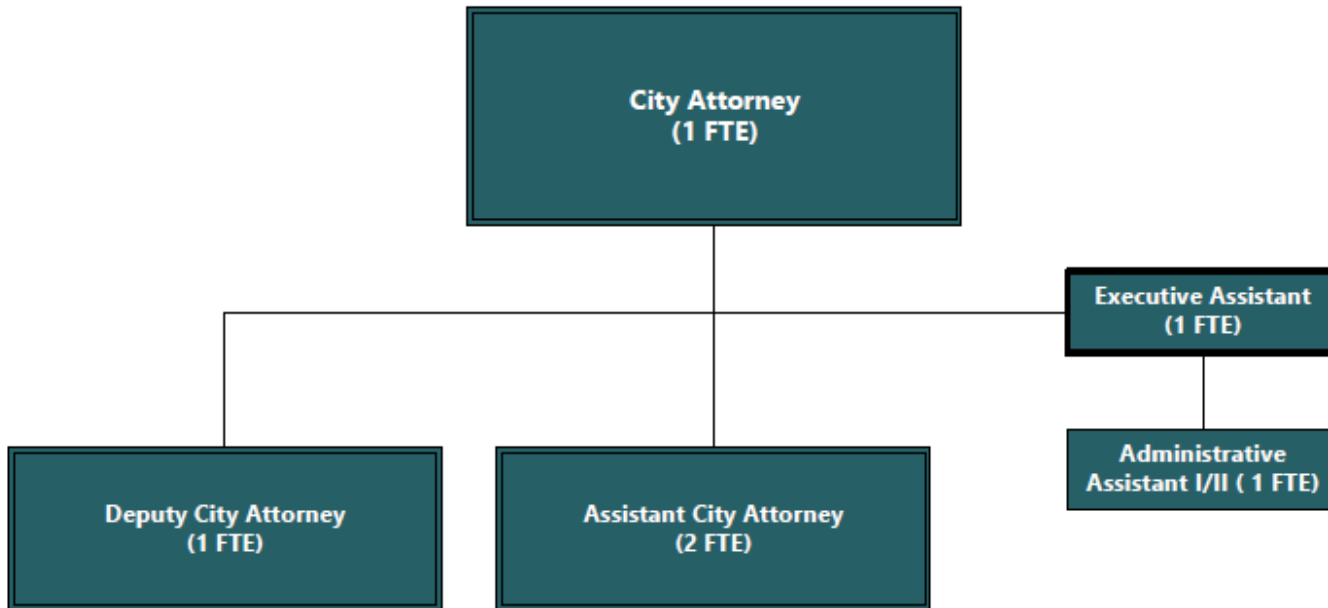 City Attorney
(1 FTE)
Executive Assistant
(1 FTE)
Administrative
Assistant I/II ( 1 FTE)
Deputy City Attorney
(1 FTE)
Assistant City Attorney
(2 FTE)